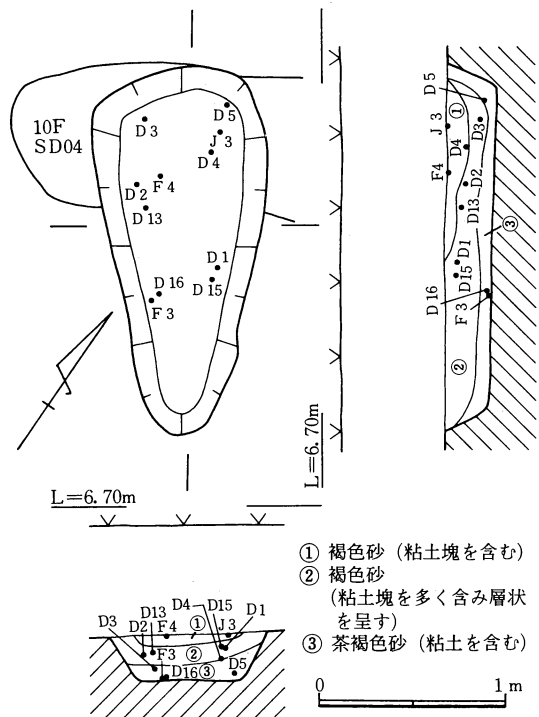 10F
SD04
D5
D3
J3
D4
D2
F4
D13
D1
D16
D15
F3
L=6.70m
D5
①
J3
D4
D3
F4
D13
D2
③
D1
D15
D16
F3
②
L=6.70m
D4
D15
D13
D3
D2
F4
①
J3
D1
F3
②
D16
③
D5
① 褐色砂(粘土塊を含む)
② 褐色砂
(粘土塊を多く含み層状
を呈す)
③ 茶褐色砂(粘土を含む)
0 1m